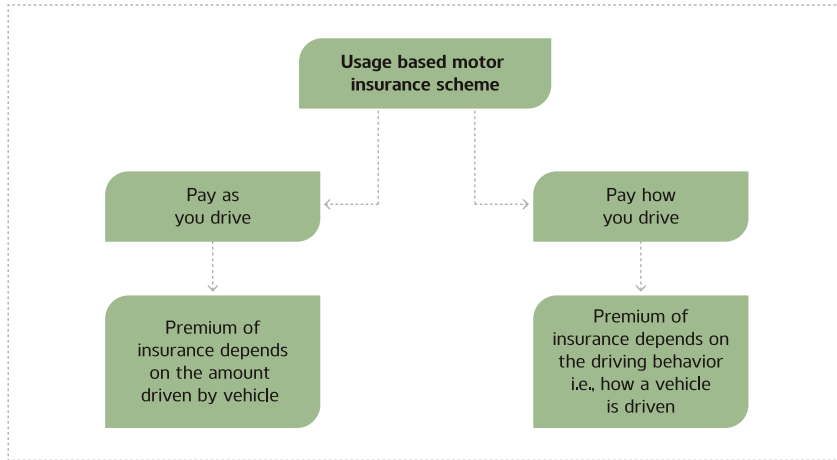 Usage based motor
insurance scheme
Pay as
you drive
Pay how
you drive
Premium of
insurance depends
on the amount
driven by vehicle
Premium of
insurance depends on
the driving behavior
i.e., how a vehicle
is driven